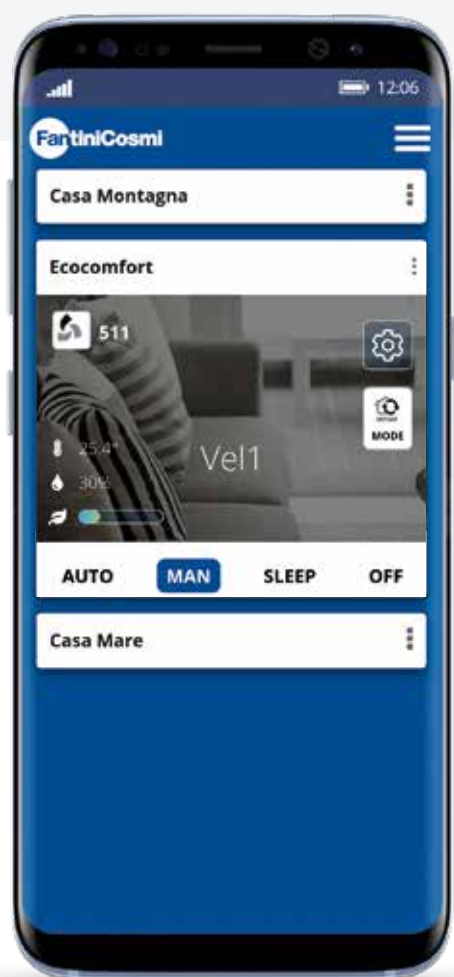 12:06
FantiniCosmi
Casa Montagna
Ecocomfort
511
MODE
25.4°
Vel1
30%
AUTO MAN SLEEP OFF
Casa Mare